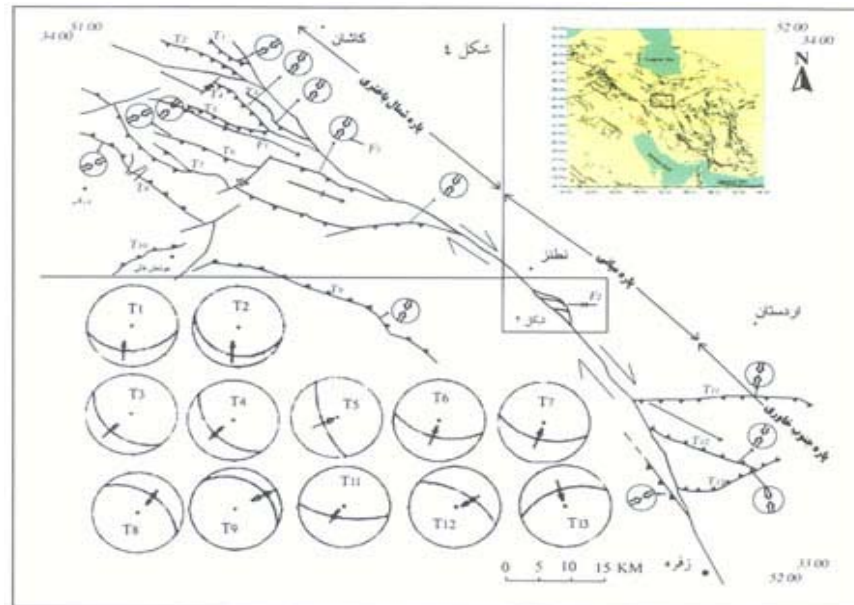 51 00
34 00
52 00
34 00
کاشان
شکل ٤
N
پاره شمال باختری
T1
T2
T3
T4
T5
T6
T7
F1
T8
T10
T9
نطنز
پاره میانی
اردستان
F2
شکل ٢
T11
پاره جنوب خاوری
T12
T13
T1
T2
T3
T4
T5
T6
T7
T8
T9
T11
T12
T13
زفره
0 5 10 15 KM
33 00
52 00